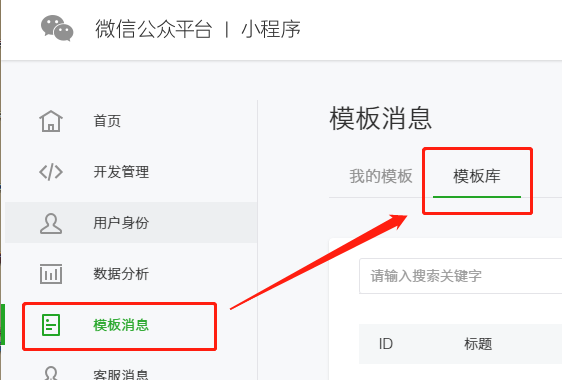 微信公众平台 | 小程序
首页
开发管理
用户身份
数据分析
模板消息
客服消息
模板消息
我的模板 模板库
请输入搜索关键字
ID 标题